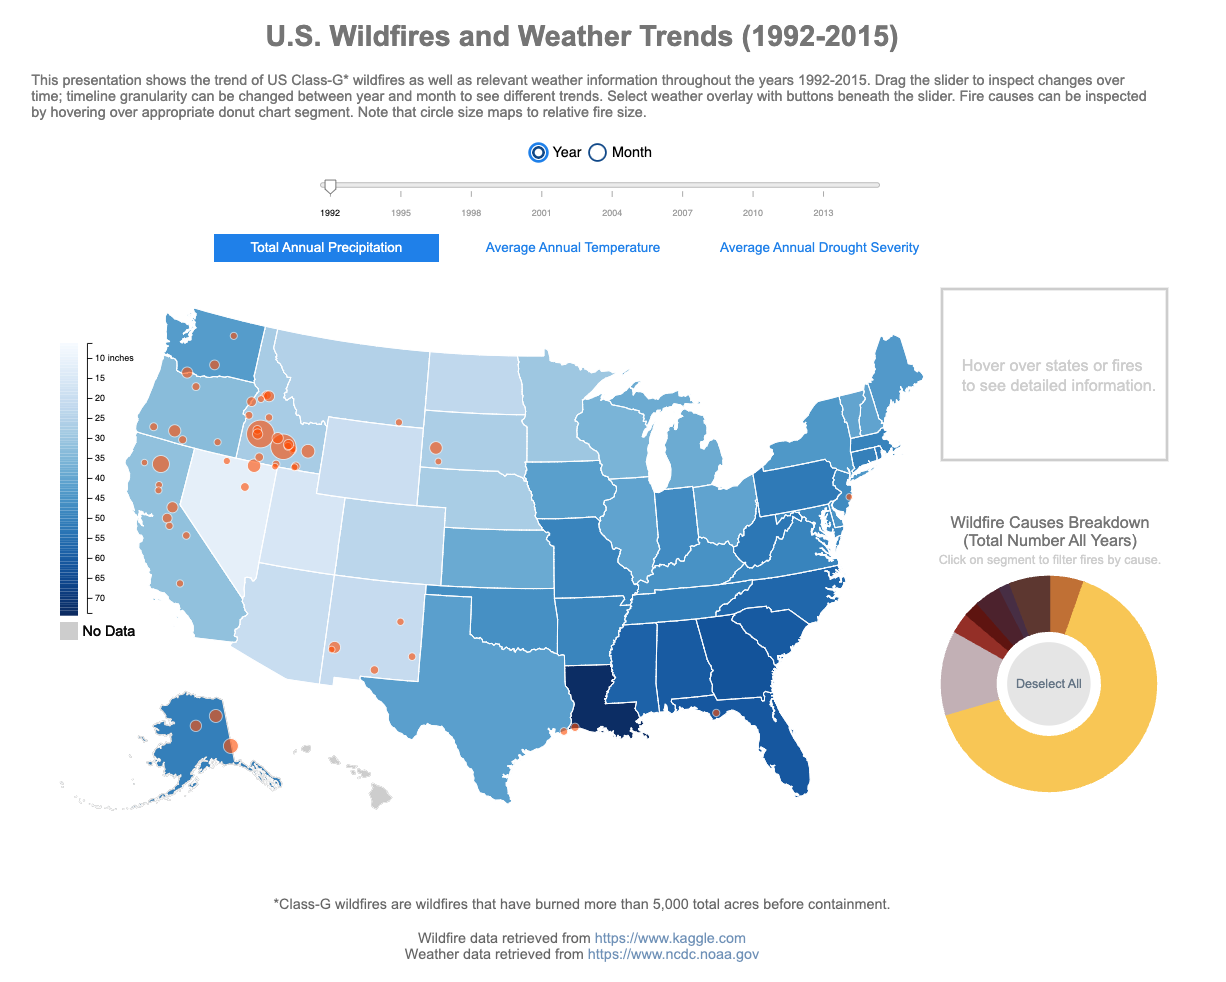 U.S. Wildfires and Weather Trends (1992-2015)
This presentation shows the trend of US Class-G* wildfires as well as relevant weather information throughout the years 1992-2015. Drag the slider to inspect changes over
time; timeline granularity can be changed between year and month to see different trends. Select weather overlay with buttons beneath the slider. Fire causes can be inspected
by hovering over appropriate donut chart segment. Note that circle size maps to relative fire size.
Year Month
1992 1995 1998 2001 2004 2007 2010 2013
Total Annual Precipitation Average Annual Temperature Average Annual Drought Severity
10 inches
15
20
25
30
35
40
45
50
55
60
65
70
No Data
Hover over states or fires
to see detailed information.
Wildfire Causes Breakdown
(Total Number All Years)
Click on segment to filter fires by cause.
Deselect All
*Class-G wildfires are wildfires that have burned more than 5,000 total acres before containment.
Wildfire data retrieved from https://www.kaggle.com
Weather data retrieved from https://www.ncdc.noaa.gov